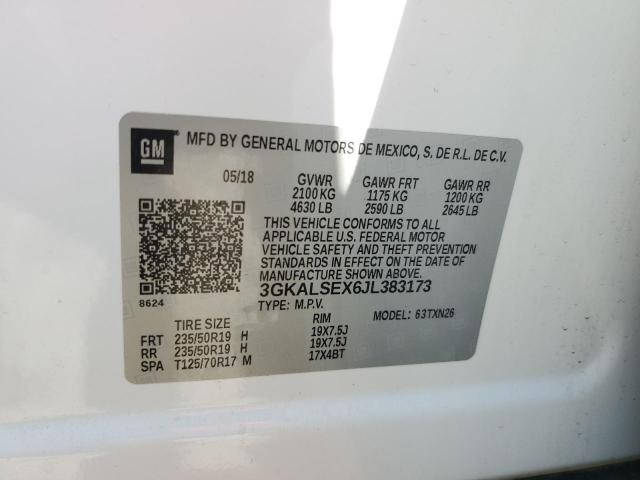 GM
MFD BY GENERAL MOTORS DE MEXICO, S. DE R.L. DE C.V.
05/18 GVWR GAWR FRT GAWR RR
2100 KG 1175 KG 1200 KG
4630 LB 2590 LB 2645 LB
THIS VEHICLE CONFORMS TO ALL
APPLICABLE U.S. FEDERAL MOTOR
VEHICLE SAFETY AND THEFT PREVENTION
STANDARDS IN EFFECT ON THE DATE OF
MANUFACTURE SHOWN ABOVE.
8624 3GKALSEX6JL383173
TYPE: M.P.V. MODEL: 63TXN26
TIRE SIZE RIM
FRT 235/50R19 H 19X7.5J
RR 235/50R19 H 19X7.5J
SPA T125/70R17 M 17X4BT